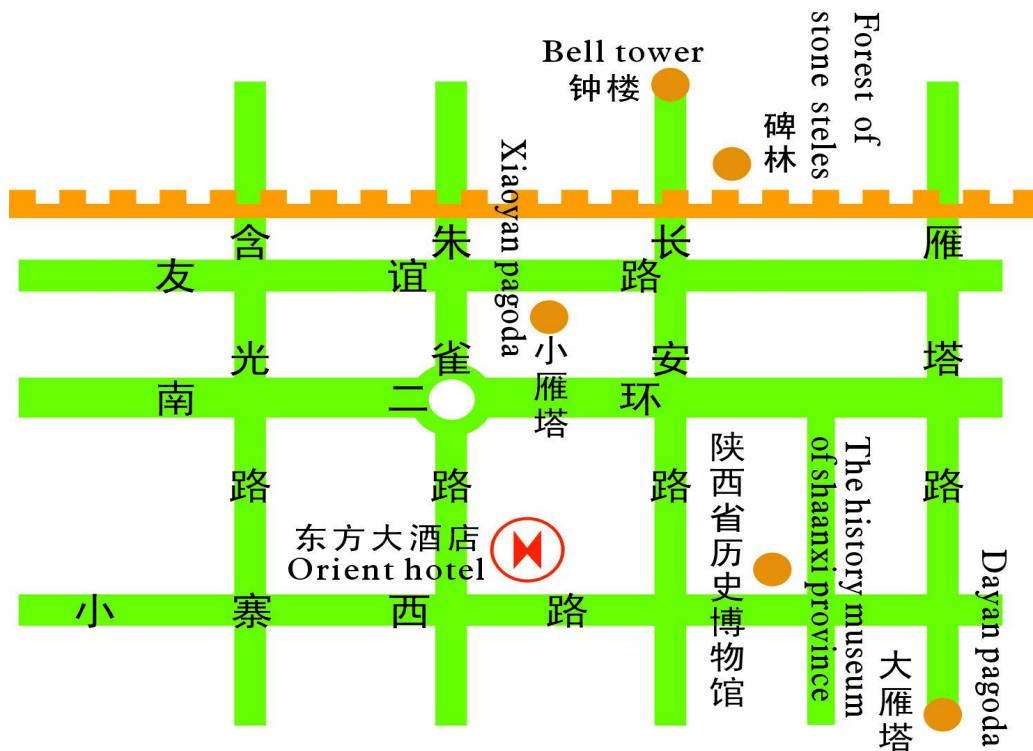 Bell tower
钟楼
Forest of
stone steles
碑林
Xiaoyan pagoda
小雁塔
含光路
朱雀路
长安路
雁塔路
友谊路
南二环
陕西省历史博物馆
The history museum
of shaanxi province
东方大酒店
Orient hotel
小寨西路
大雁塔
Dayan pagoda